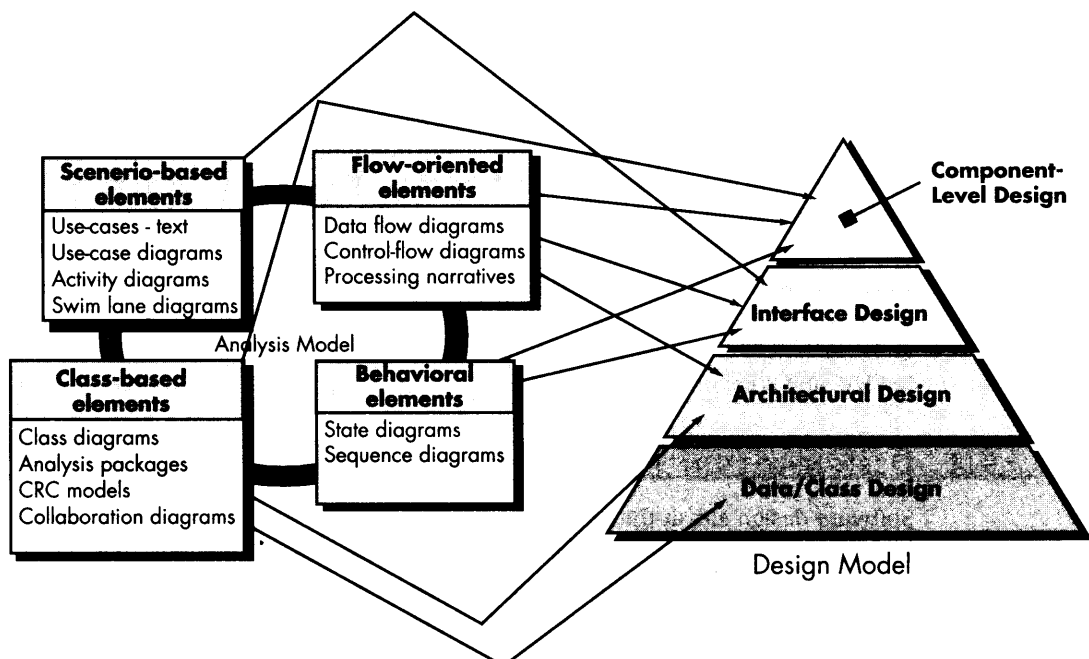 Scenerio-based
elements
Use-cases - text
Use-case diagrams
Activity diagrams
Swim lane diagrams
Flow-oriented
elements
Data flow diagrams
Control-flow diagrams
Processing narratives
Analysis Model
Class-based
elements
Class diagrams
Analysis packages
CRC models
Collaboration diagrams
Behavioral
elements
State diagrams
Sequence diagrams
Component-
Level Design
Interface Design
Architectural Design
Data/Class Design
Design Model